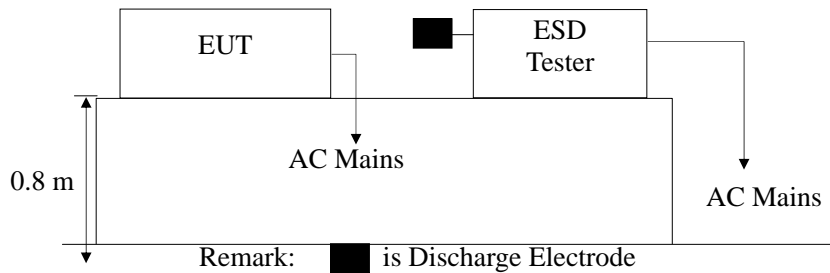 EUT
ESD
Tester
AC Mains
0.8 m
AC Mains
Remark: is Discharge Electrode